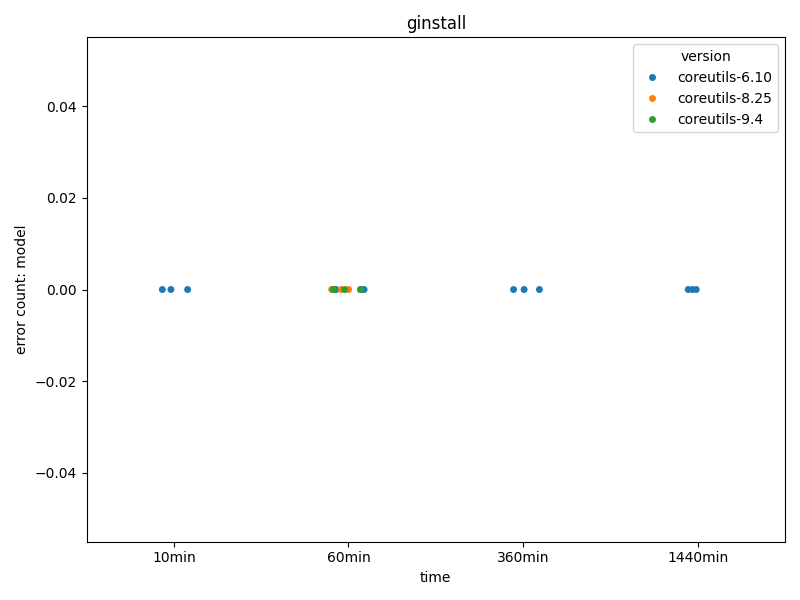 ginstall
version
coreutils-6.10
coreutils-8.25
coreutils-9.4
error count: model
0.04
0.02
0.00
−0.02
−0.04
10min 60min 360min 1440min
time